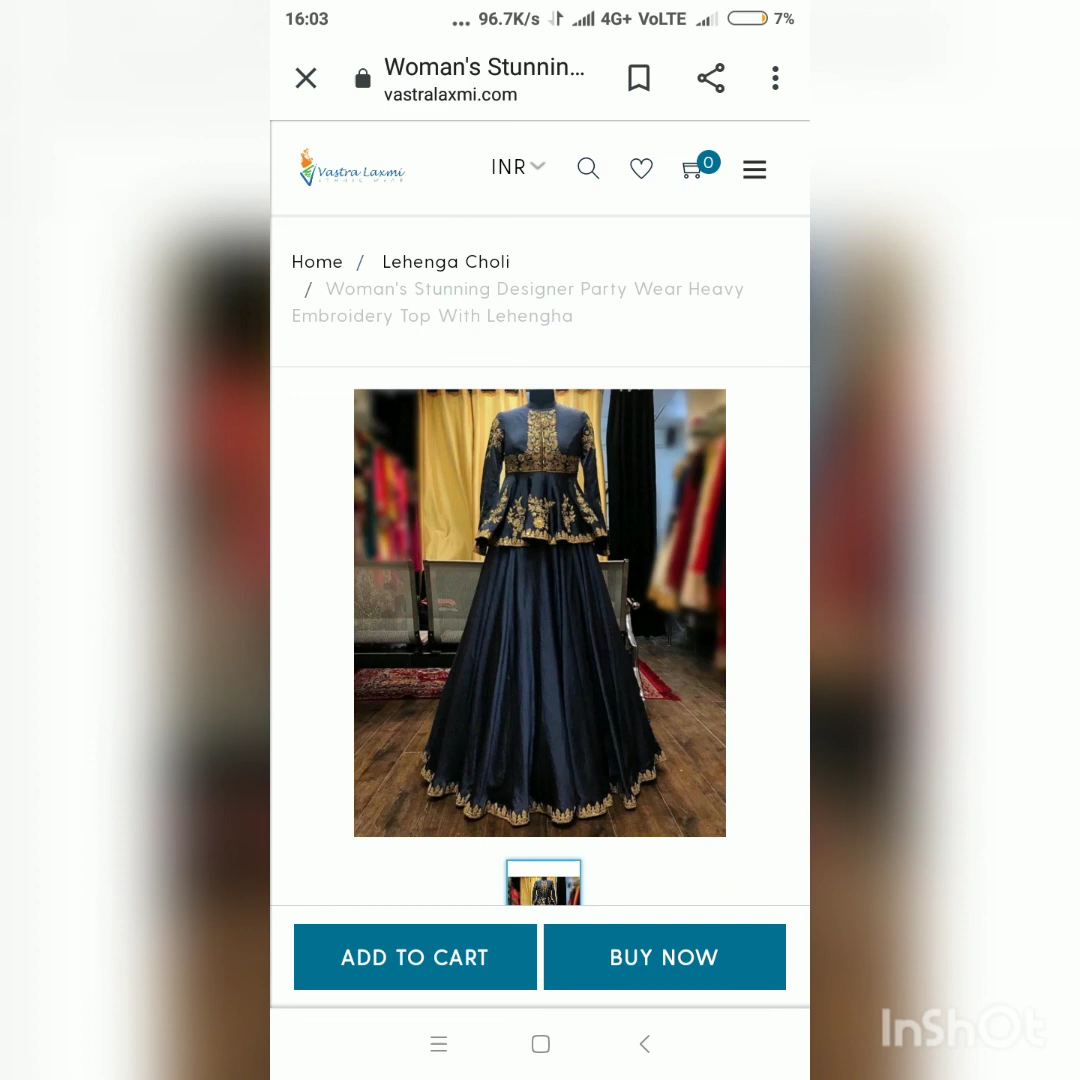 16:03 ... 96.7K/s 4G+ VoLTE 7%
Woman's Stunnin...
vastralaxmi.com
Vastra Laxmi
INR 0
Home / Lehenga Choli
/ Woman's Stunning Designer Party Wear Heavy
Embroidery Top With Lehengha
ADD TO CART BUY NOW
InShOt